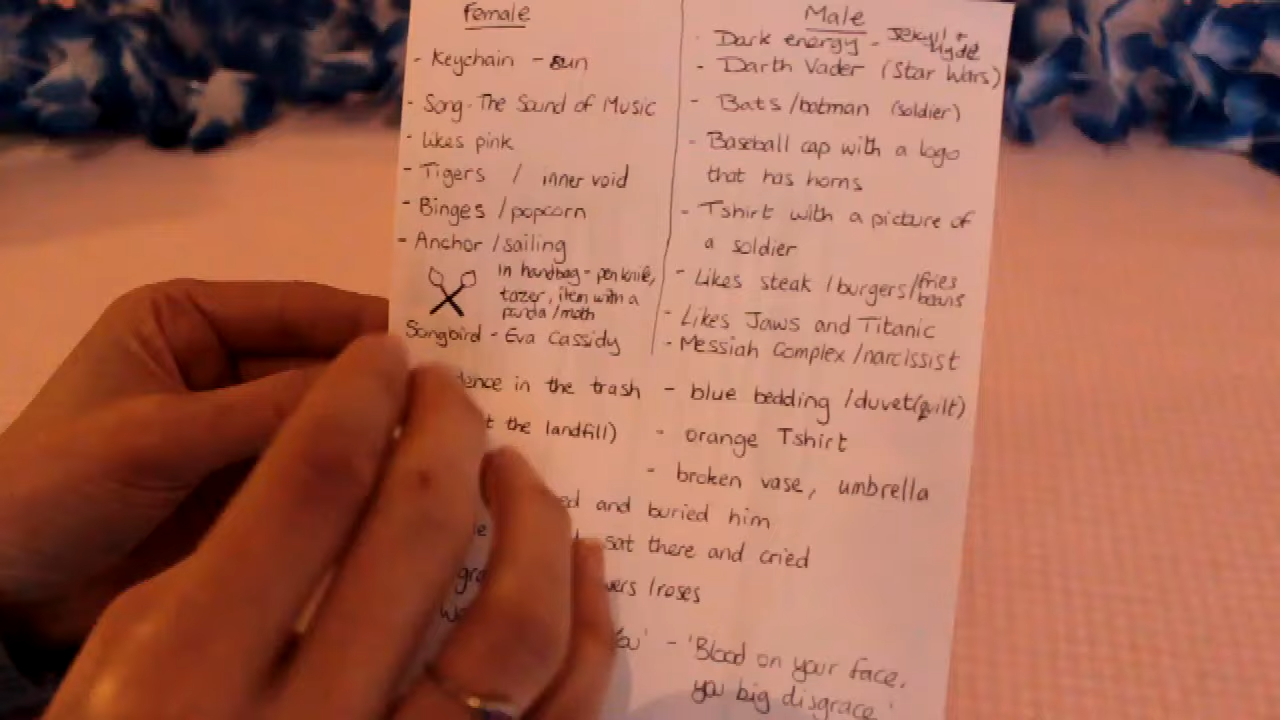 Female
- Keychain - sun
- Song - The Sound of Music
- Likes pink
- Tigers / inner void
- Binges /popcorn
- Anchor /sailing
in handbag - pen knife,
tazer, item with a
panda /moth
Songbird - Eva Cassidy
Male
- Dark energy - Jekyll + Hyde
- Darth Vader (Star Wars)
- Bats /batman (soldier)
- Baseball cap with a logo
that has horns
- Tshirt with a picture of
a soldier
- Likes steak /burgers/fries
beans
- Likes Jaws and Titanic
- Messiah Complex /narcissist
in the trash - blue bedding /duvet(quilt)
the landfill) - orange Tshirt
- broken vase, umbrella
and buried him
sat there and cried
/roses
You' - 'Blood on your face,
you big disgrace'